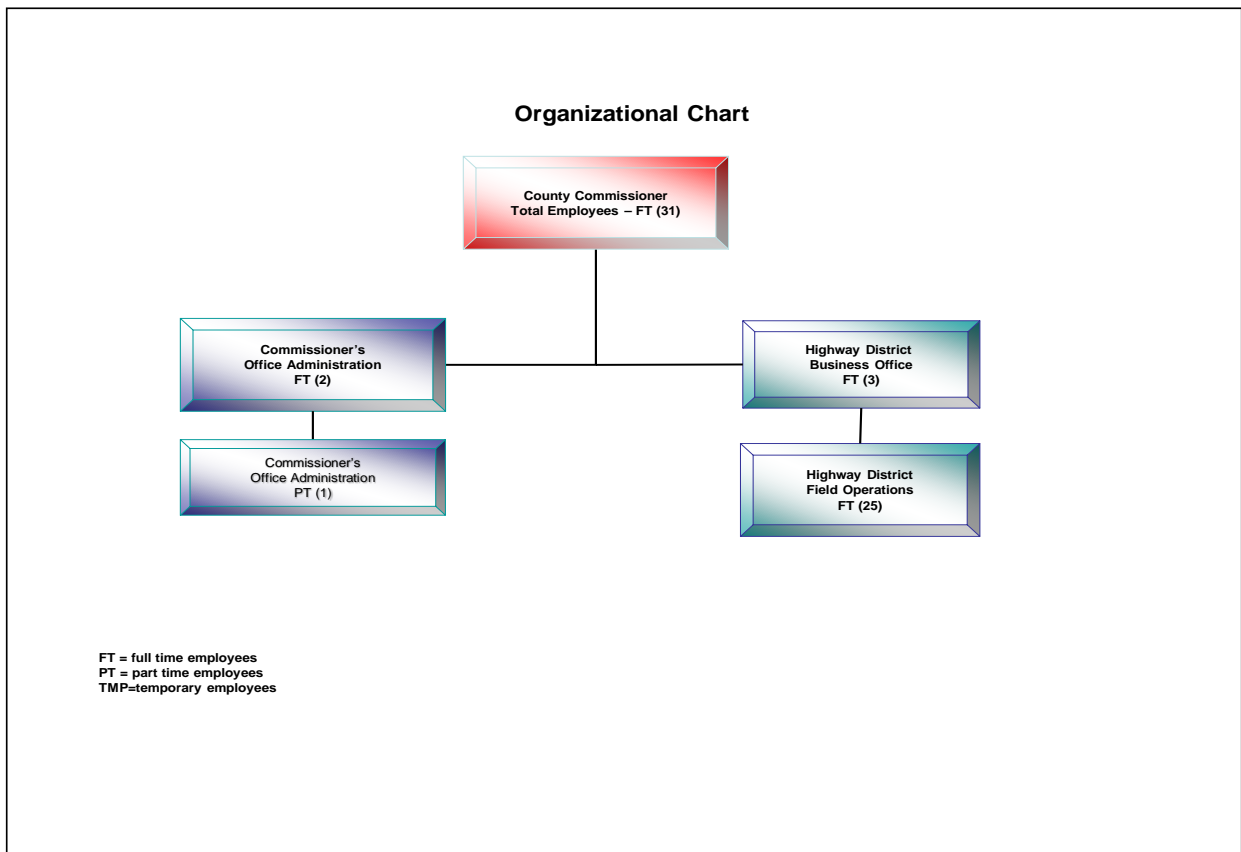 Organizational Chart
County Commissioner
Total Employees – FT (31)
Commissioner's
Office Administration
FT (2)
Highway District
Business Office
FT (3)
Commissioner's
Office Administration
PT (1)
Highway District
Field Operations
FT (25)
FT = full time employees
PT = part time employees
TMP=temporary employees